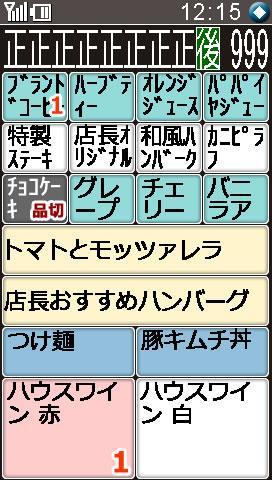 12:15
正正正正正正正後 999
ブラント゛ コーヒ 1
ハーブテ゛ ィー
オレンジ ジュース
パパイ ヤジュー
特製 ステーキ
店長オ リジナル
和風ハ ンバーク
カニピラ フ
チョコケー キ 品切
グレ ープ
チェ リー
バニ ラア
トマトとモッツァレラ
店長おすすめハンバーグ
つけ麺
豚キムチ丼
ハウスワイ
ン 赤
1
ハウスワイ
ン 白